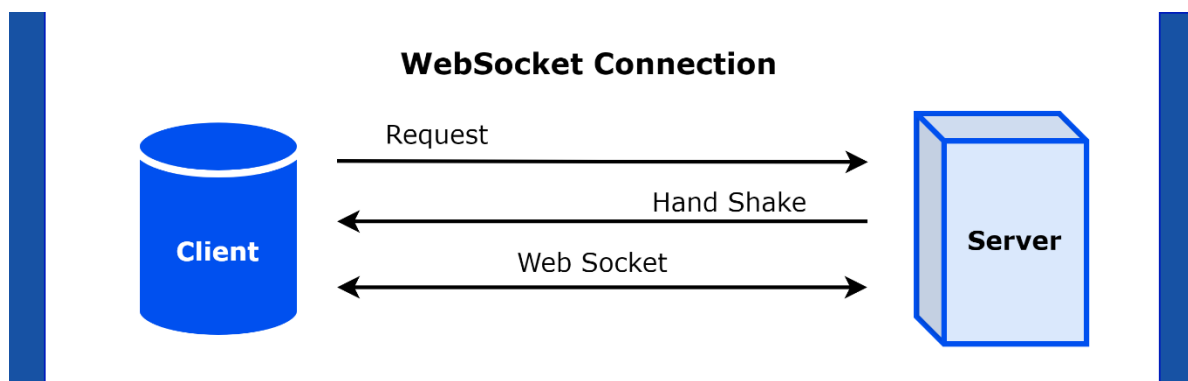 WebSocket Connection
Request
Hand Shake
Client
Server
Web Socket